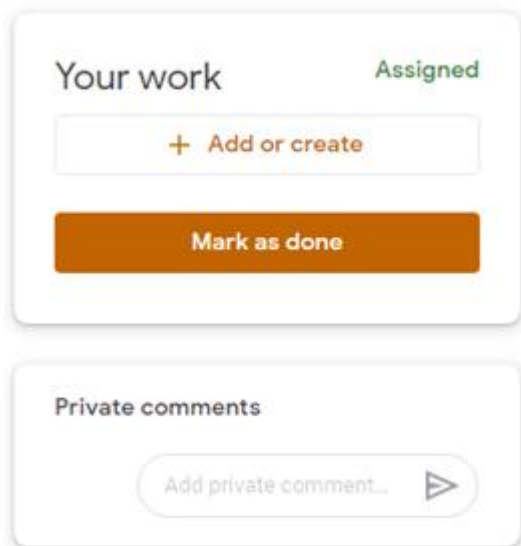 Your work
Assigned
+ Add or create
Mark as done
Private comments
Add private comment...